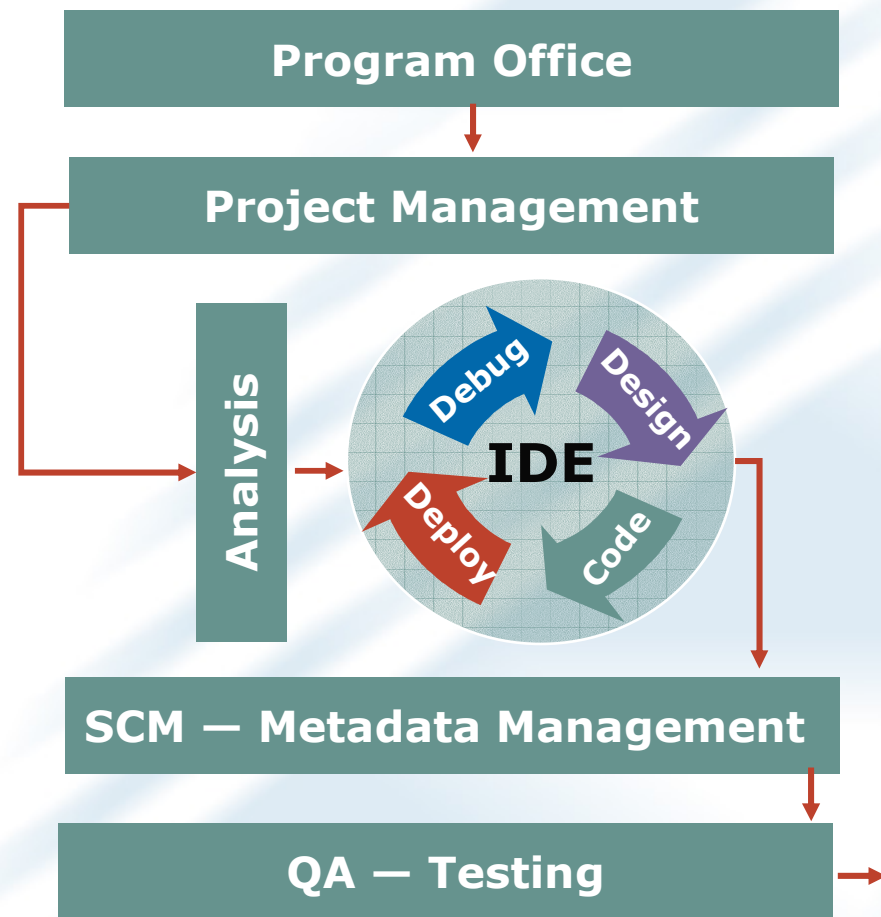 Program Office
Project Management
Analysis
Debug
Design
IDE
Deploy
Code
SCM — Metadata Management
QA — Testing